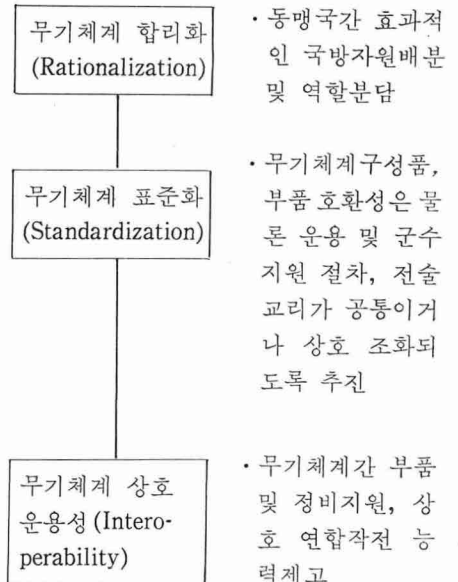 무기체계 합리화
(Rationalization)
· 동맹국간 효과적
인 국방자원배분
및 역할분담
무기체계 표준화
(Standardization)
· 무기체계구성품,
부품 호환성은 물
론 운용 및 군수
지원 절차, 전술
교리가 공통이거
나 상호 조화되
도록 추진
무기체계 상호
운용성 (Intero-
perability)
· 무기체계간 부품
및 정비지원, 상
호 연합작전 능
력제고